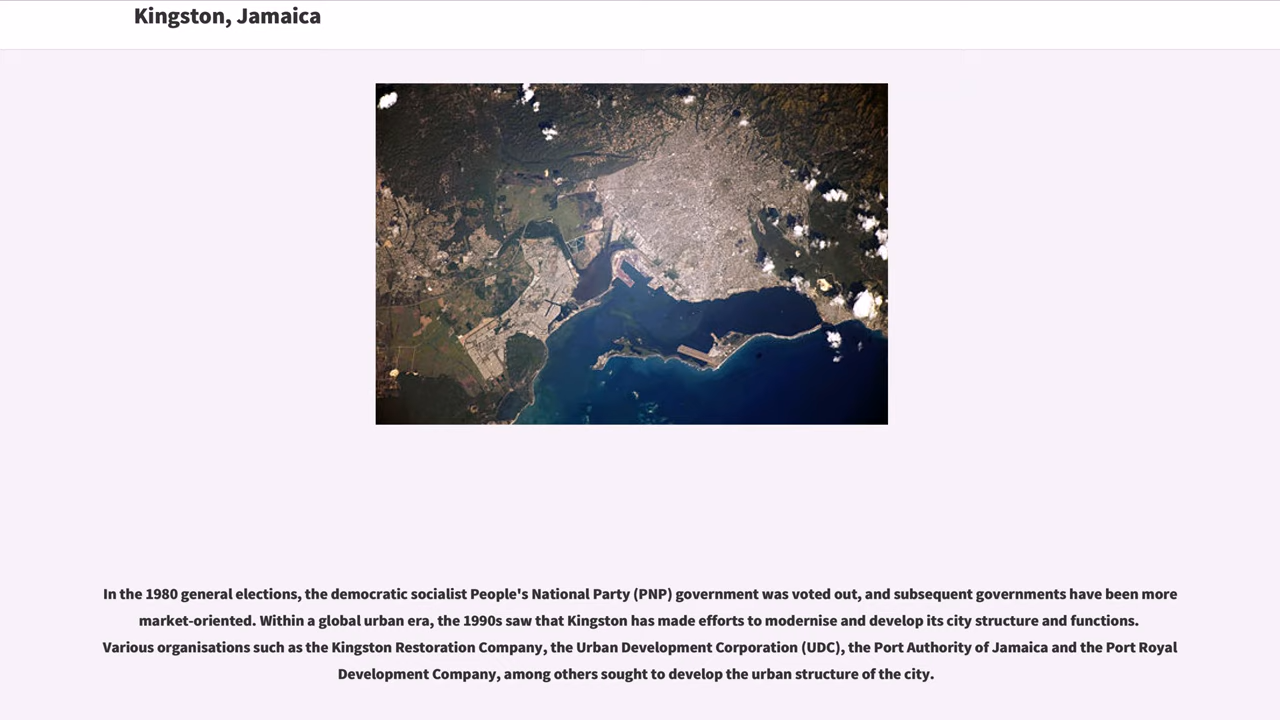 Kingston, Jamaica
In the 1980 general elections, the democratic socialist People's National Party (PNP) government was voted out, and subsequent governments have been more
market-oriented. Within a global urban era, the 1990s saw that Kingston has made efforts to modernise and develop its city structure and functions.
Various organisations such as the Kingston Restoration Company, the Urban Development Corporation (UDC), the Port Authority of Jamaica and the Port Royal
Development Company, among others sought to develop the urban structure of the city.